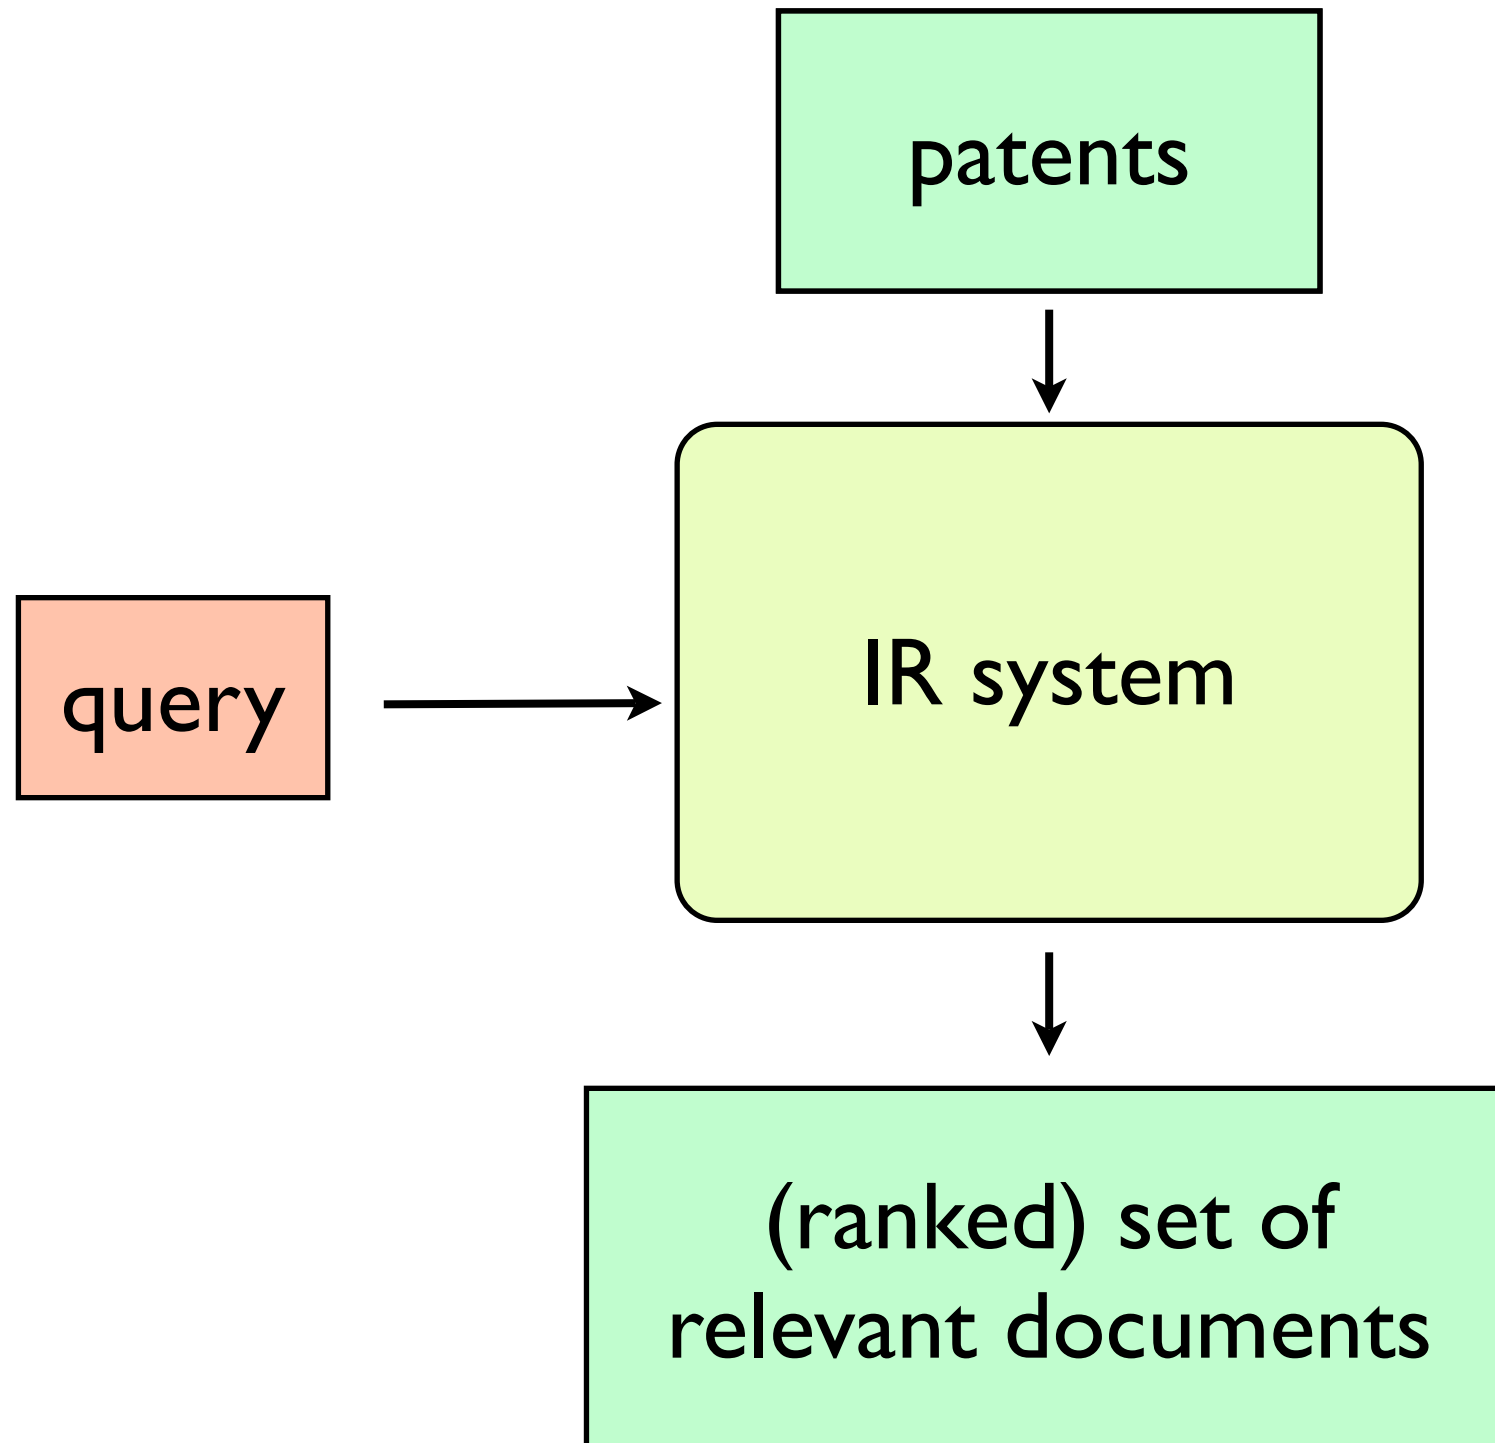 patents
IR system
query
(ranked) set of
relevant documents